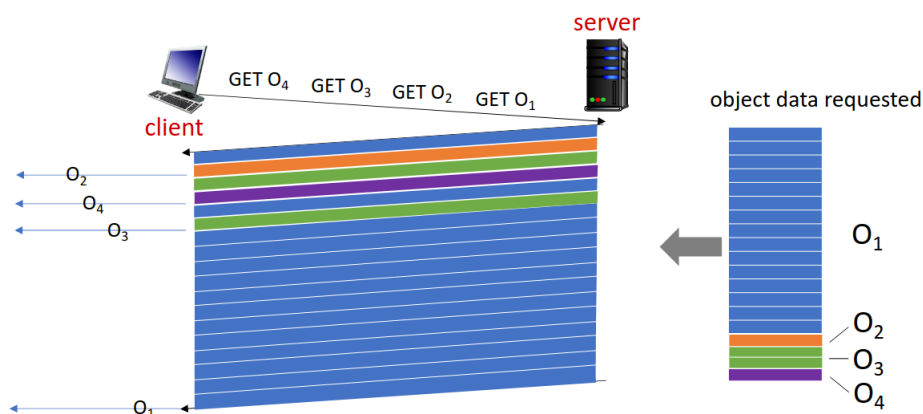 server
GET O4 GET O3 GET O2 GET O1
object data requested
client
O2
O4
O3
O1
O1
O2
O3
O4